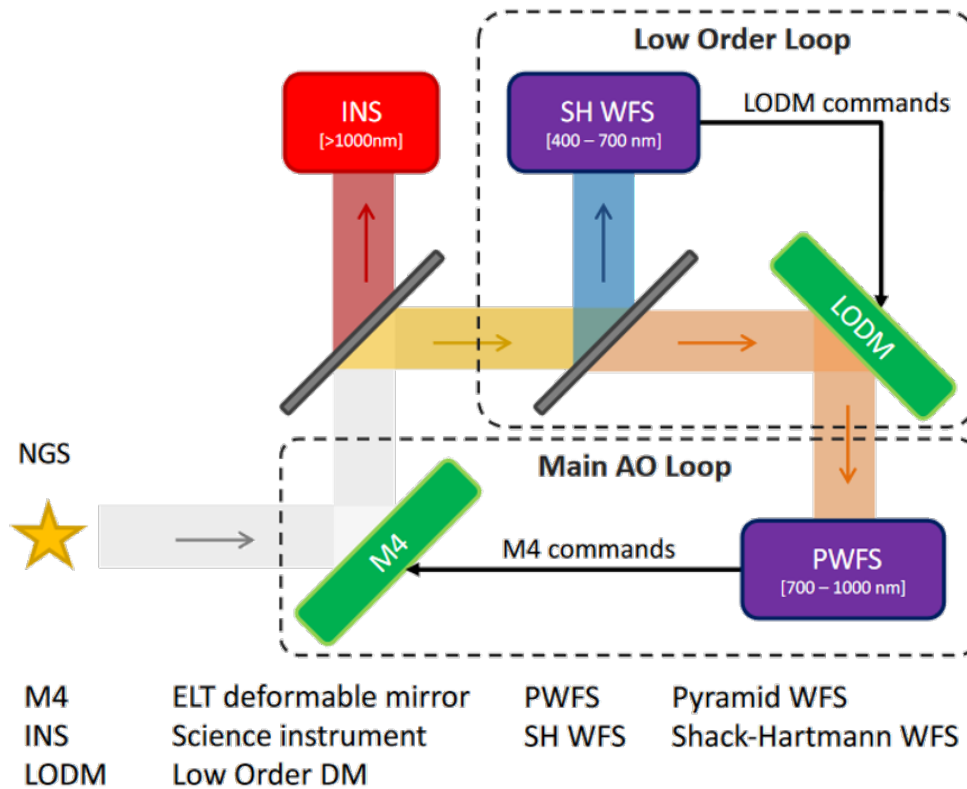 Low Order Loop
INS
[>1000nm]
SH WFS
[400 – 700 nm]
LODM commands
LODM
NGS
Main AO Loop
M4
M4 commands
PWFS
[700 – 1000 nm]
M4 ELT deformable mirror PWFS Pyramid WFS
INS Science instrument SH WFS Shack-Hartmann WFS
LODM Low Order DM